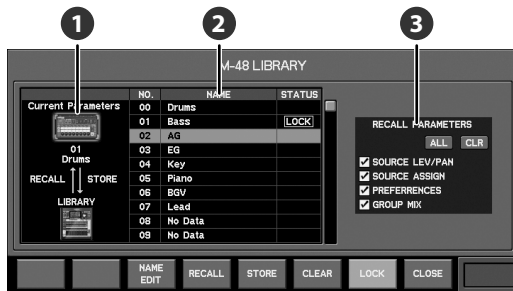 1 2 3
M-48 LIBRARY
NO. NAME STATUS
Current Parameters
01
Drums
RECALL STORE
LIBRARY
00 Drums
01 Bass LOCK
02 AG
03 EG
04 Key
05 Piano
06 BGV
07 Lead
08 No Data
09 No Data
RECALL PARAMETERS
ALL CLR
SOURCE LEV/PAN
SOURCE ASSIGN
PREFERRENCES
GROUP MIX
NAME EDIT
RECALL
STORE
CLEAR
LOCK
CLOSE